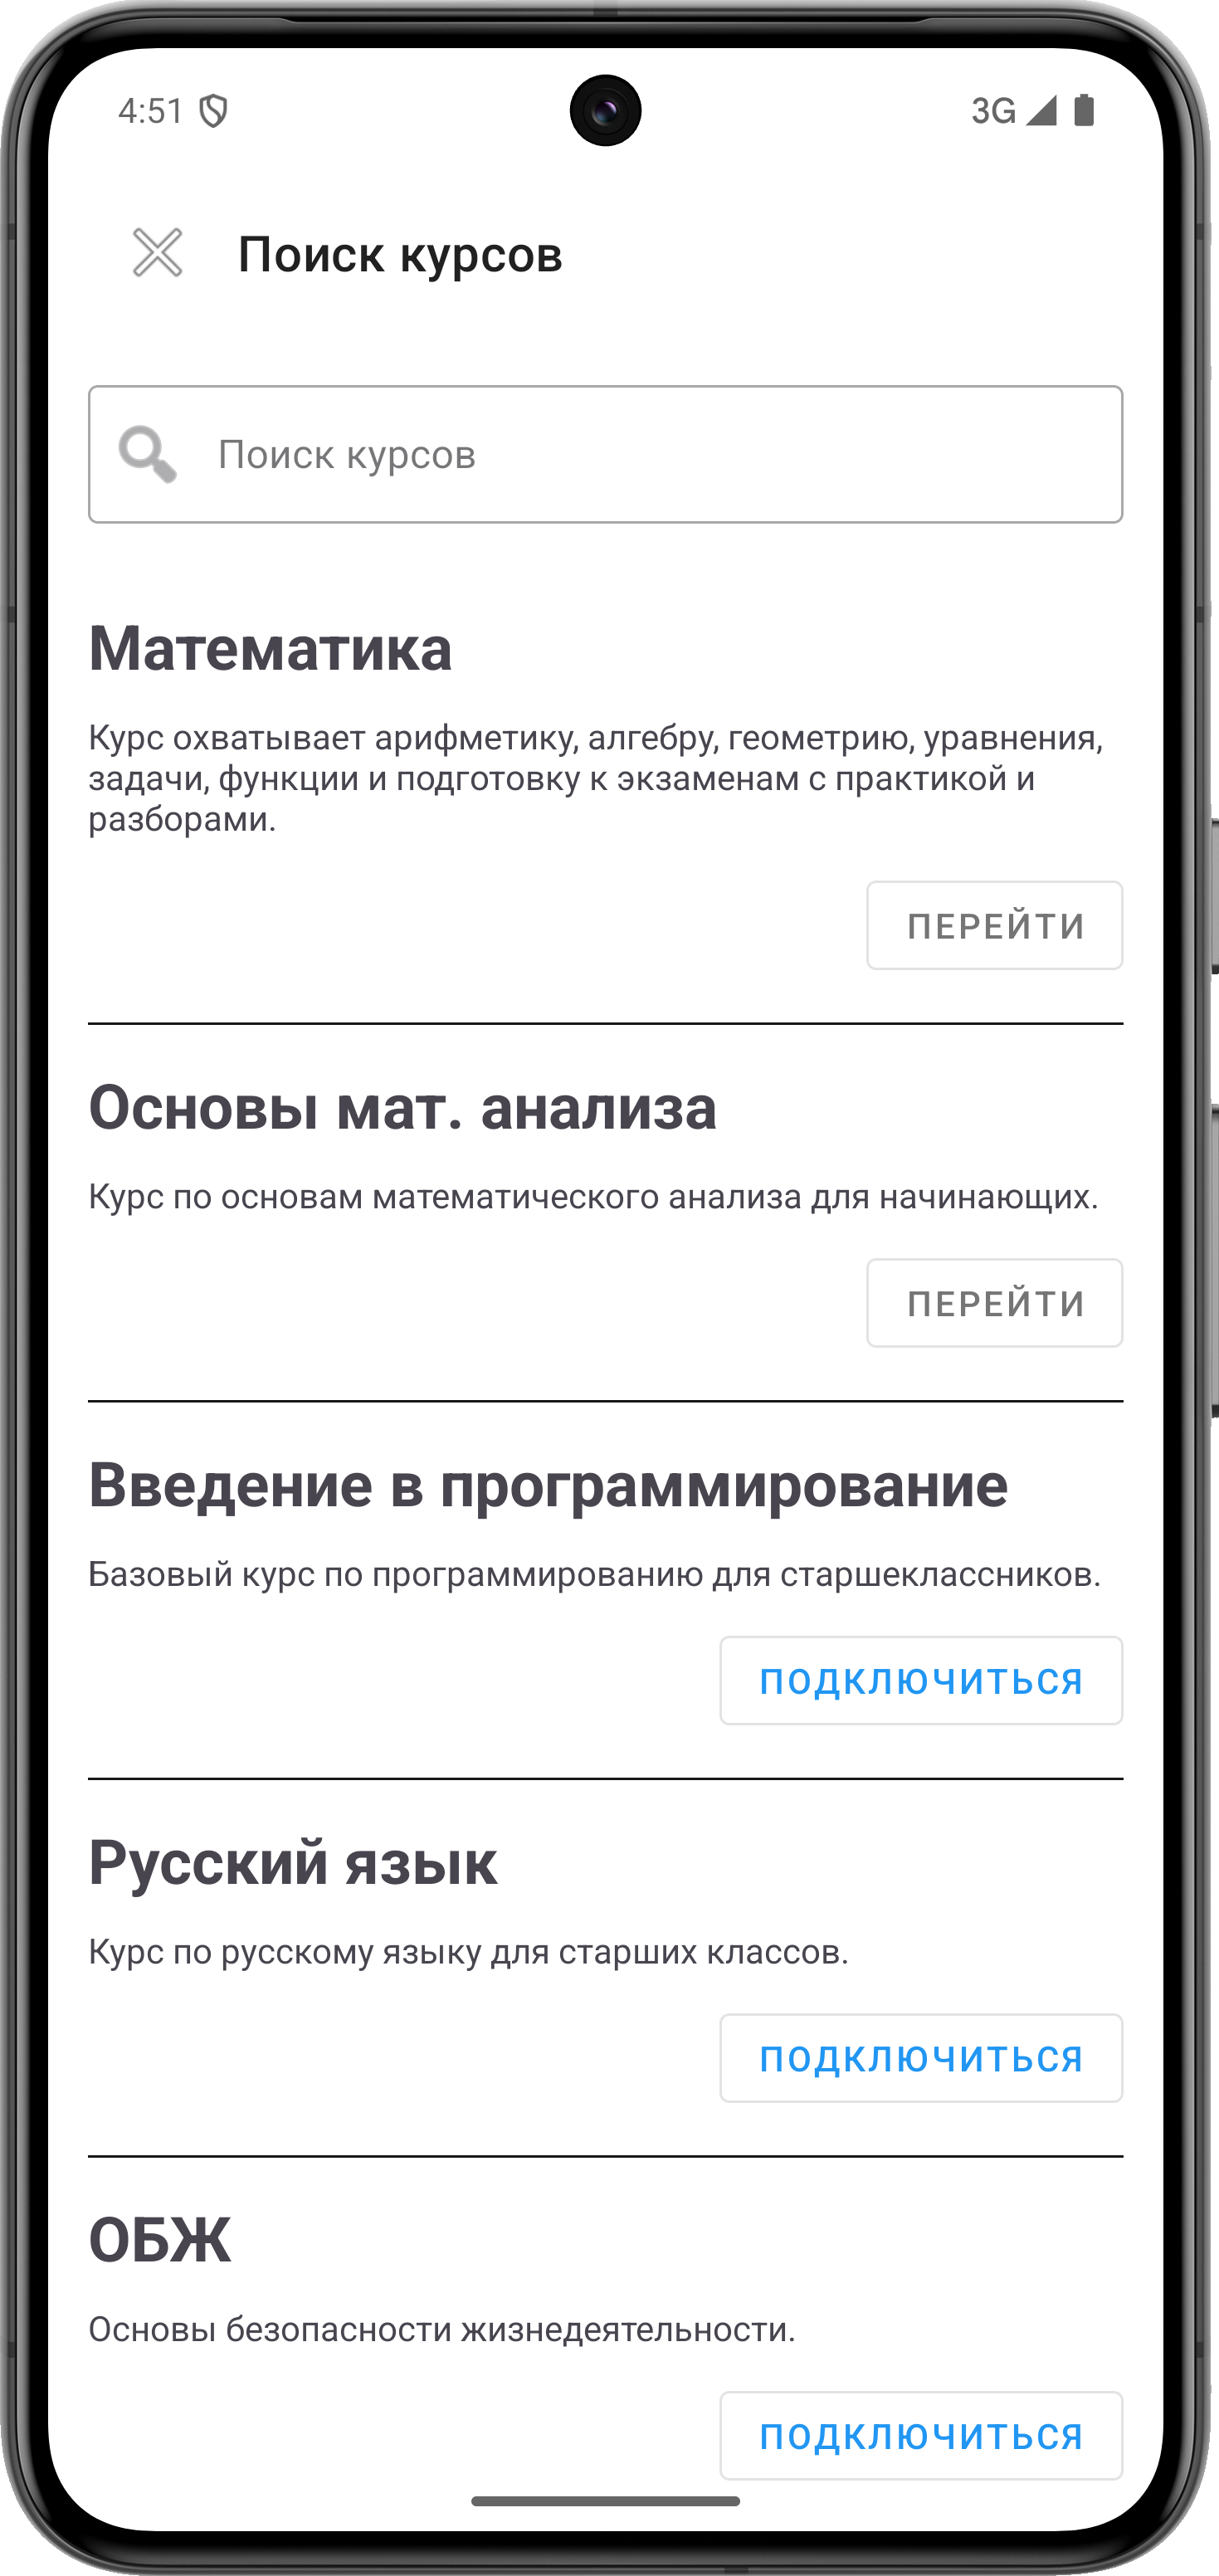 4:51
3G
Поиск курсов
Поиск курсов
Математика
Курс охватывает арифметику, алгебру, геометрию, уравнения,
задачи, функции и подготовку к экзаменам с практикой и
разборами.
ПЕРЕЙТИ
Основы мат. анализа
Курс по основам математического анализа для начинающих.
ПЕРЕЙТИ
Введение в программирование
Базовый курс по программированию для старшеклассников.
ПОДКЛЮЧИТЬСЯ
Русский язык
Курс по русскому языку для старших классов.
ПОДКЛЮЧИТЬСЯ
ОБЖ
Основы безопасности жизнедеятельности.
ПОДКЛЮЧИТЬСЯ